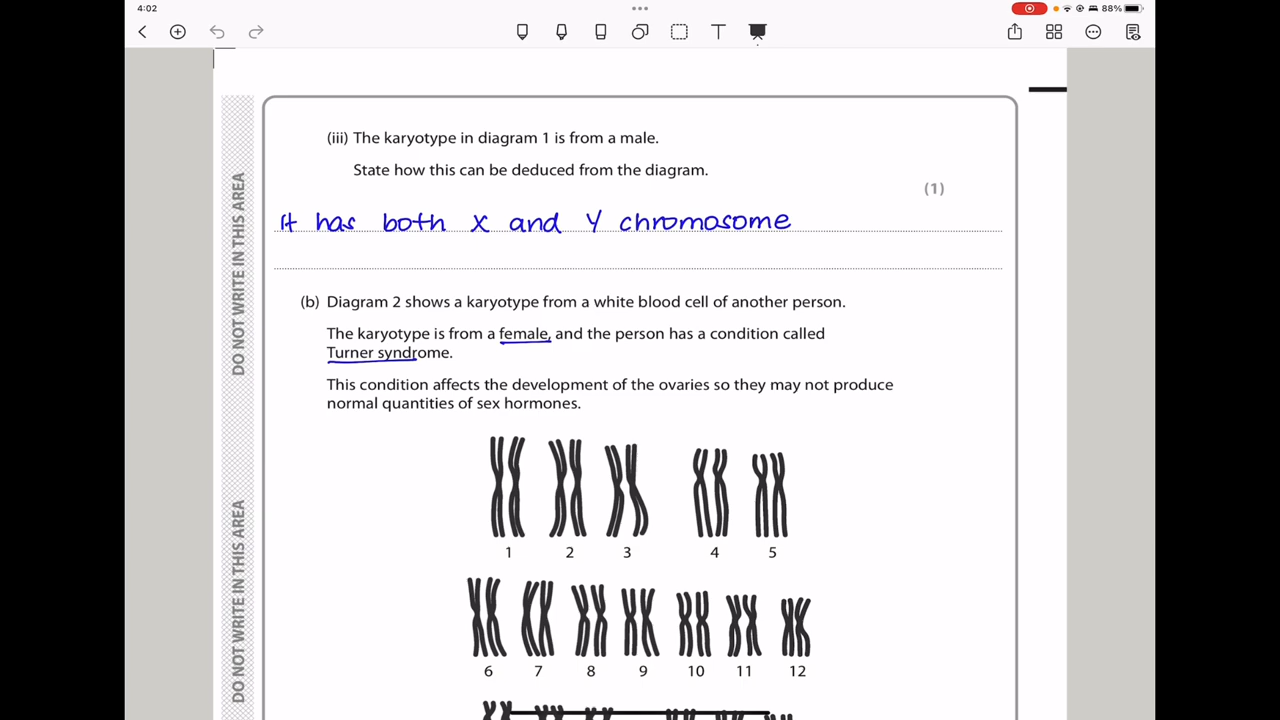 4:02
88%
T
(iii) The karyotype in diagram 1 is from a male.
State how this can be deduced from the diagram.
(1)
It has both X and Y chromosome
(b) Diagram 2 shows a karyotype from a white blood cell of another person.
The karyotype is from a female, and the person has a condition called
Turner syndrome.
This condition affects the development of the ovaries so they may not produce
normal quantities of sex hormones.
1 2 3 4 5
6 7 8 9 10 11 12
DO NOT WRITE IN THIS AREA
DO NOT WRITE IN THIS AREA